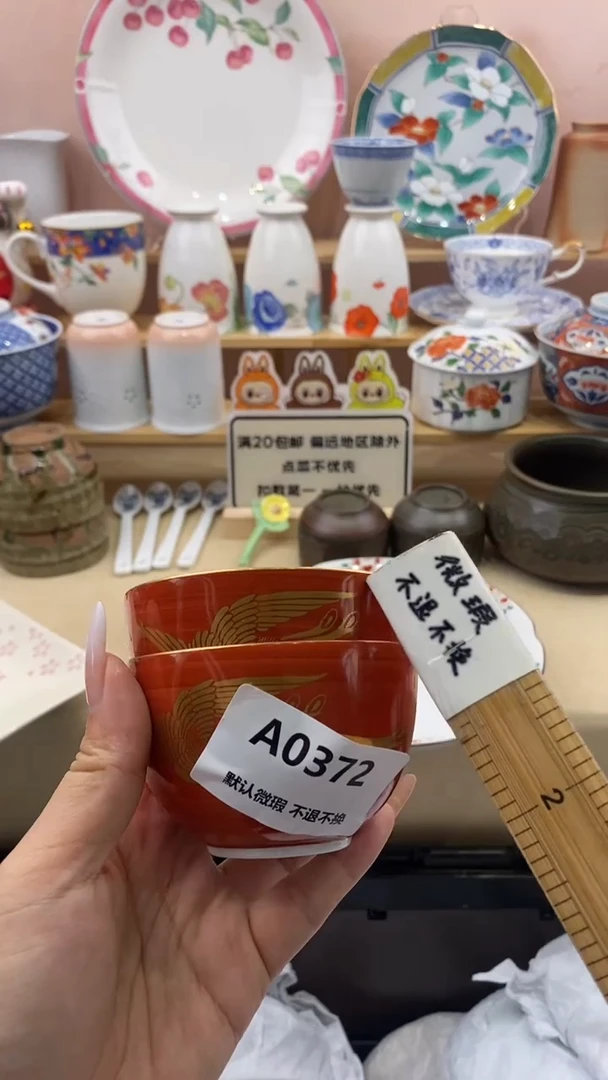 满20包邮 偏远地区除外
点菜不优先
微瑕
不退不换
A0372
默认微瑕 不退不换
2